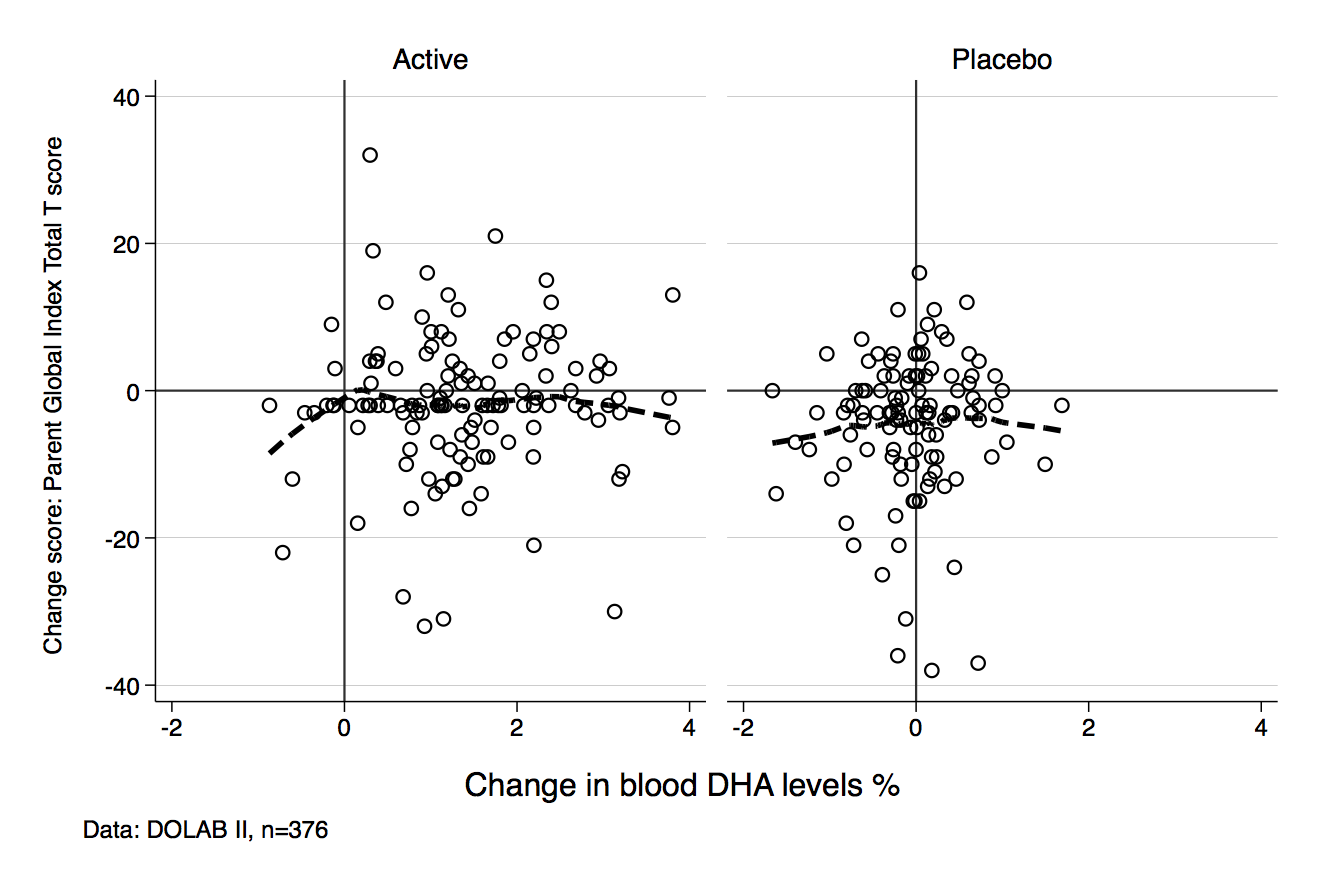 Active
Placebo
Change score: Parent Global Index Total T score
40
20
0
-20
-40
-2 0 2 4
-2 0 2 4
Change in blood DHA levels %
Data: DOLAB II, n=376